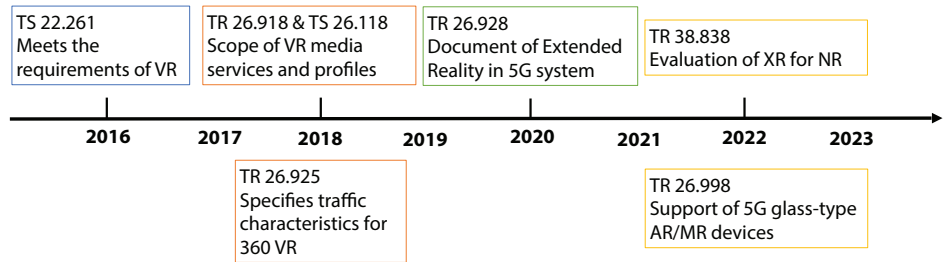 TS 22.261
Meets the
requirements of VR
TR 26.918 & TS 26.118
Scope of VR media
services and profiles
TR 26.928
Document of Extended
Reality in 5G system
TR 38.838
Evaluation of XR for NR
2016
2017
2018
2019
2020
2021
2022
2023
TR 26.925
Specifies traffic
characteristics for
360 VR
TR 26.998
Support of 5G glass-type
AR/MR devices